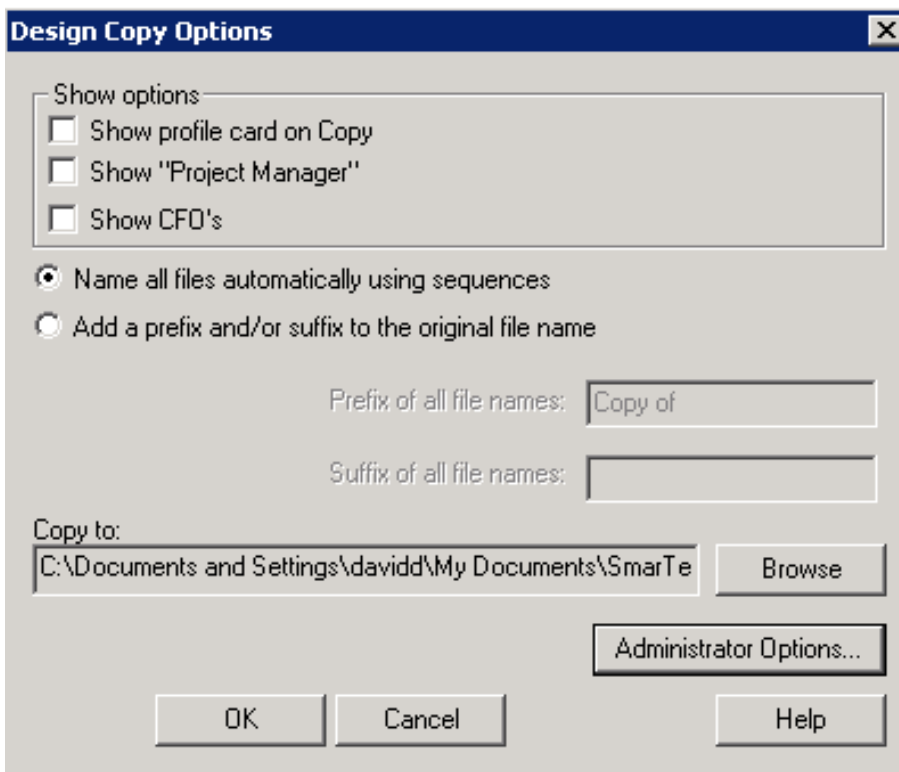 Design Copy Options
Show options
Show profile card on Copy
Show "Project Manager"
Show CFO's
Name all files automatically using sequences
Add a prefix and/or suffix to the original file name
Prefix of all file names: Copy of
Suffix of all file names:
Copy to:
C:\Documents and Settings\davidd\My Documents\SmarTe Browse
Administrator Options...
OK Cancel Help